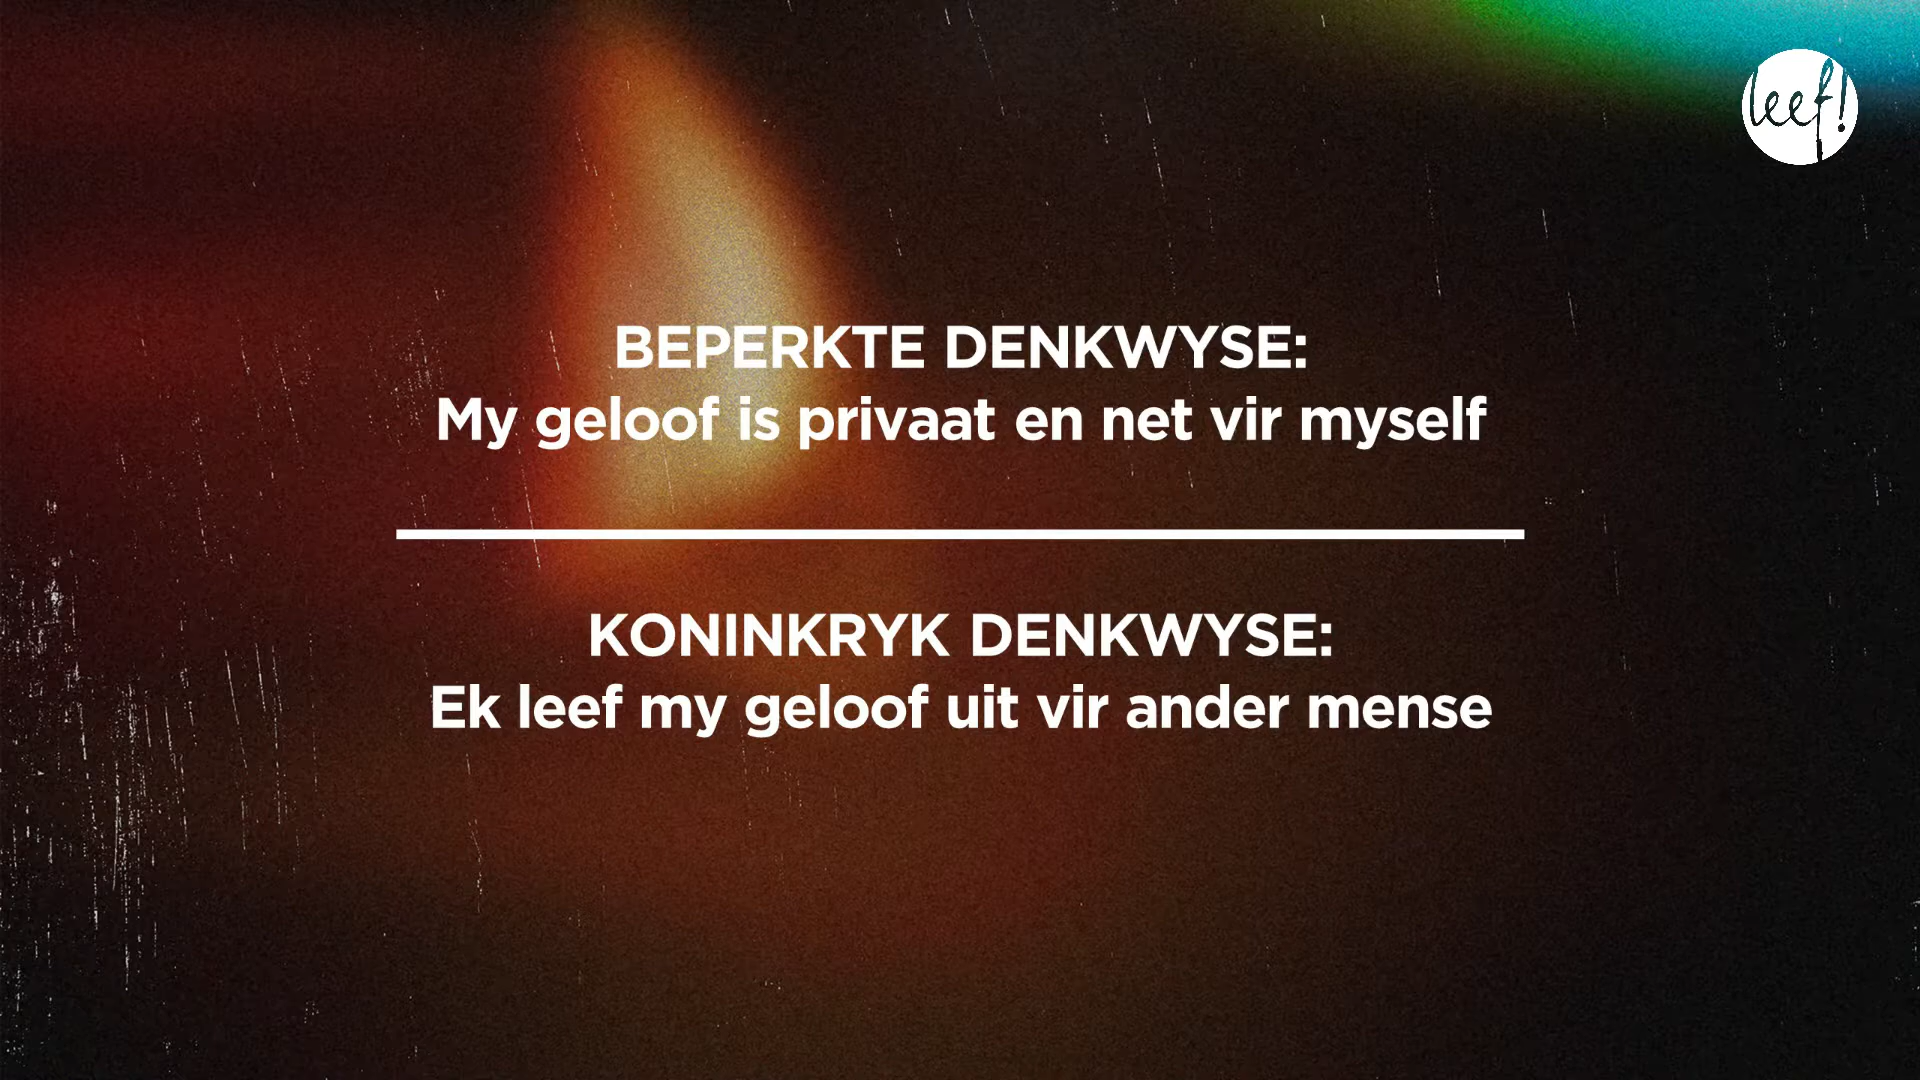 leef!
BEPERKTE DENKWYSE:
My geloof is privaat en net vir myself
KONINKRYK DENKWYSE:
Ek leef my geloof uit vir ander mense